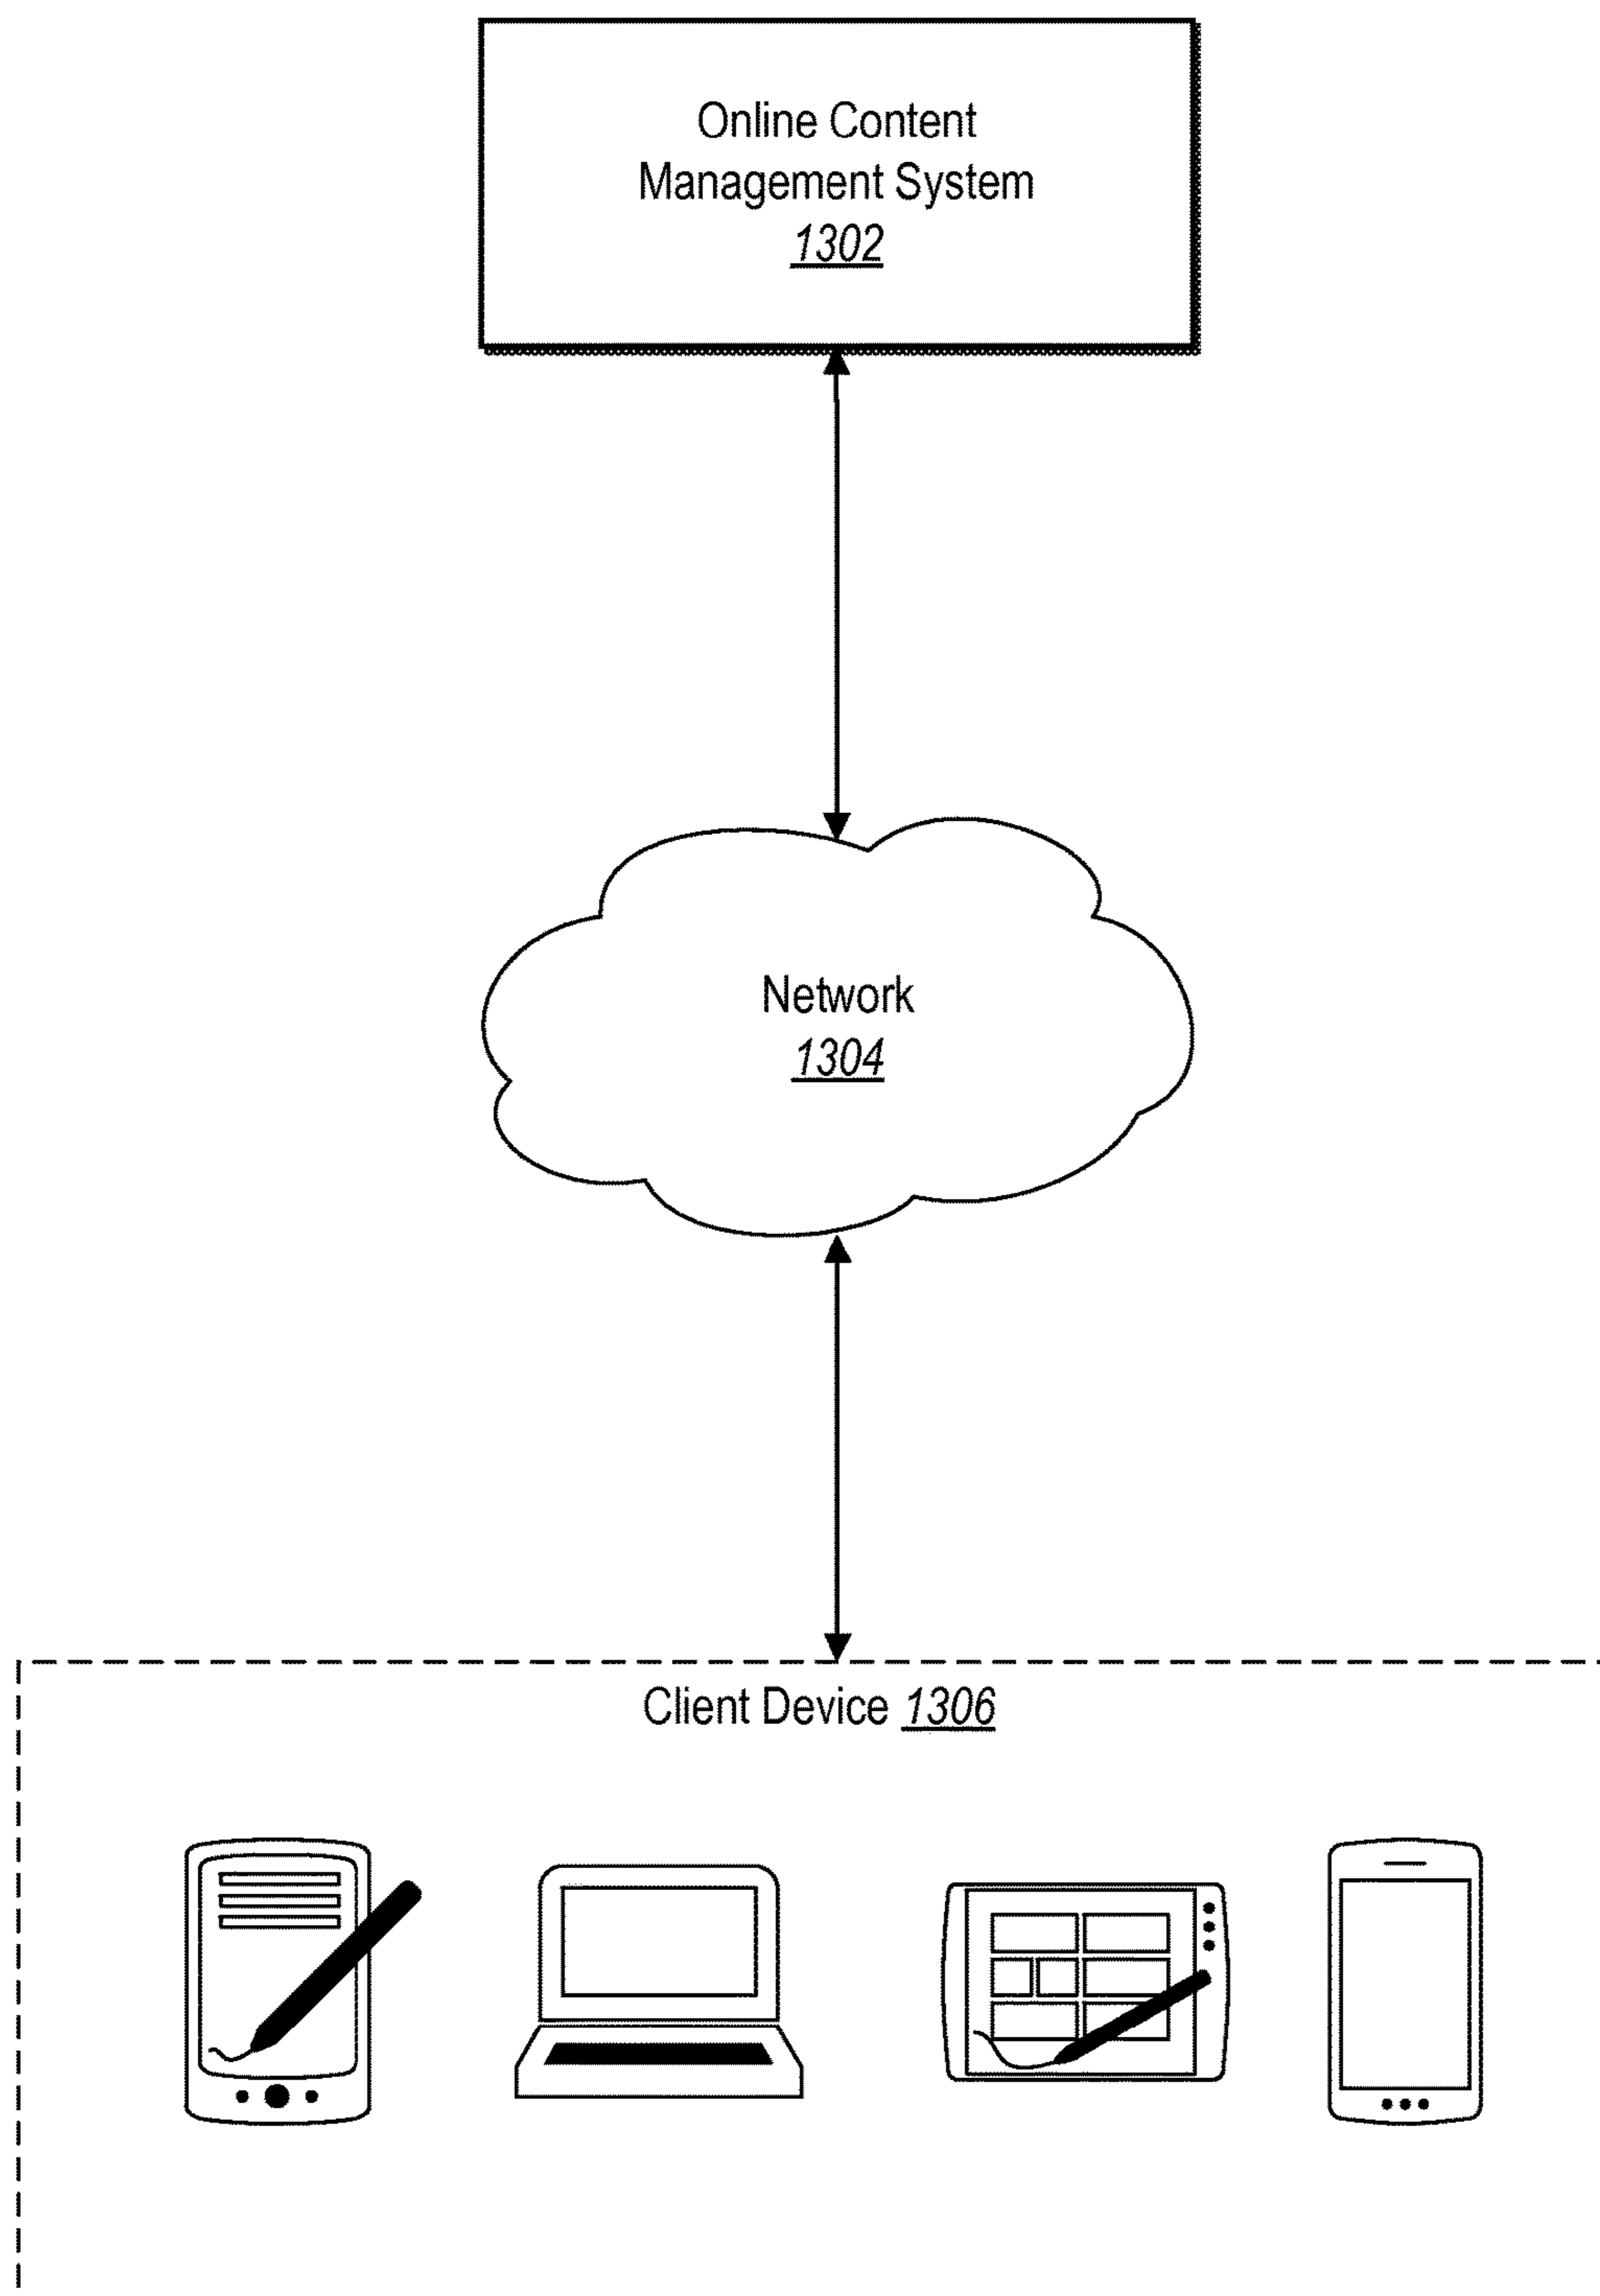 Online Content
Management System
1302
Network
1304
Client Device 1306